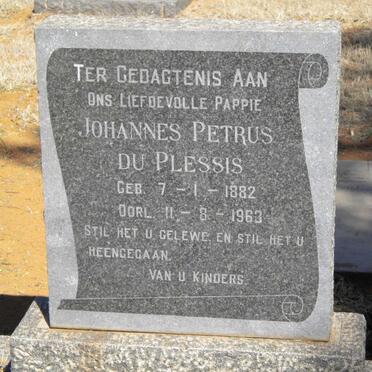 TER GEDAGTENIS AAN
ONS LIEFDEVOLLE PAPPIE
JOHANNES PETRUS
DU PLESSIS
GEB. 7 - 1 - 1882
OORL. 11 - 8 - 1963
STIL HET U GELEWE, EN STIL HET U
HEENGEGAAN.
VAN U KINDERS